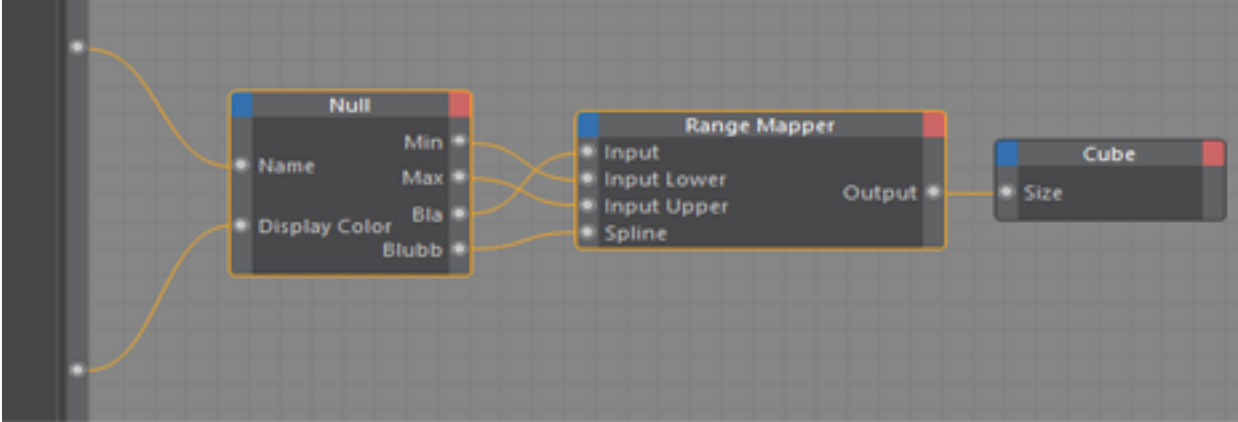 Null
Min
Name
Max
Bla
Display Color
Blubb
Range Mapper
Input
Input Lower
Input Upper
Output
Spline
Cube
Size